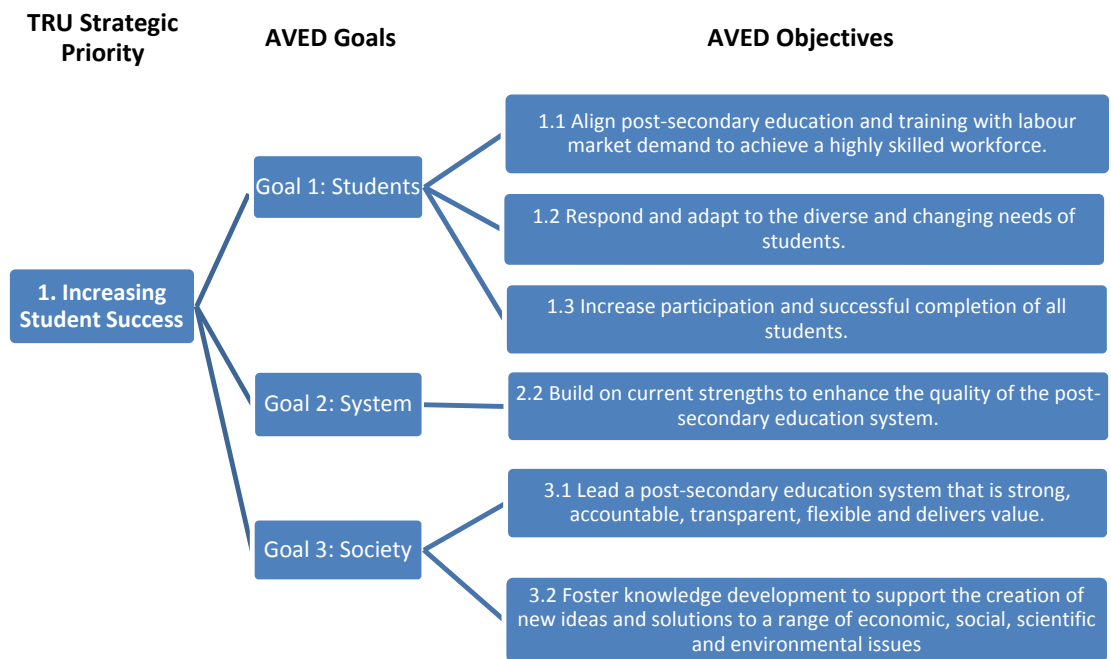 TRU Strategic
Priority
AVED Goals
AVED Objectives
1. Increasing
Student Success
Goal 1: Students
1.1 Align post-secondary education and training with labour
market demand to achieve a highly skilled workforce.
1.2 Respond and adapt to the diverse and changing needs of
students.
1.3 Increase participation and successful completion of all
students.
Goal 2: System
2.2 Build on current strengths to enhance the quality of the post-
secondary education system.
Goal 3: Society
3.1 Lead a post-secondary education system that is strong,
accountable, transparent, flexible and delivers value.
3.2 Foster knowledge development to support the creation of
new ideas and solutions to a range of economic, social, scientific
and environmental issues